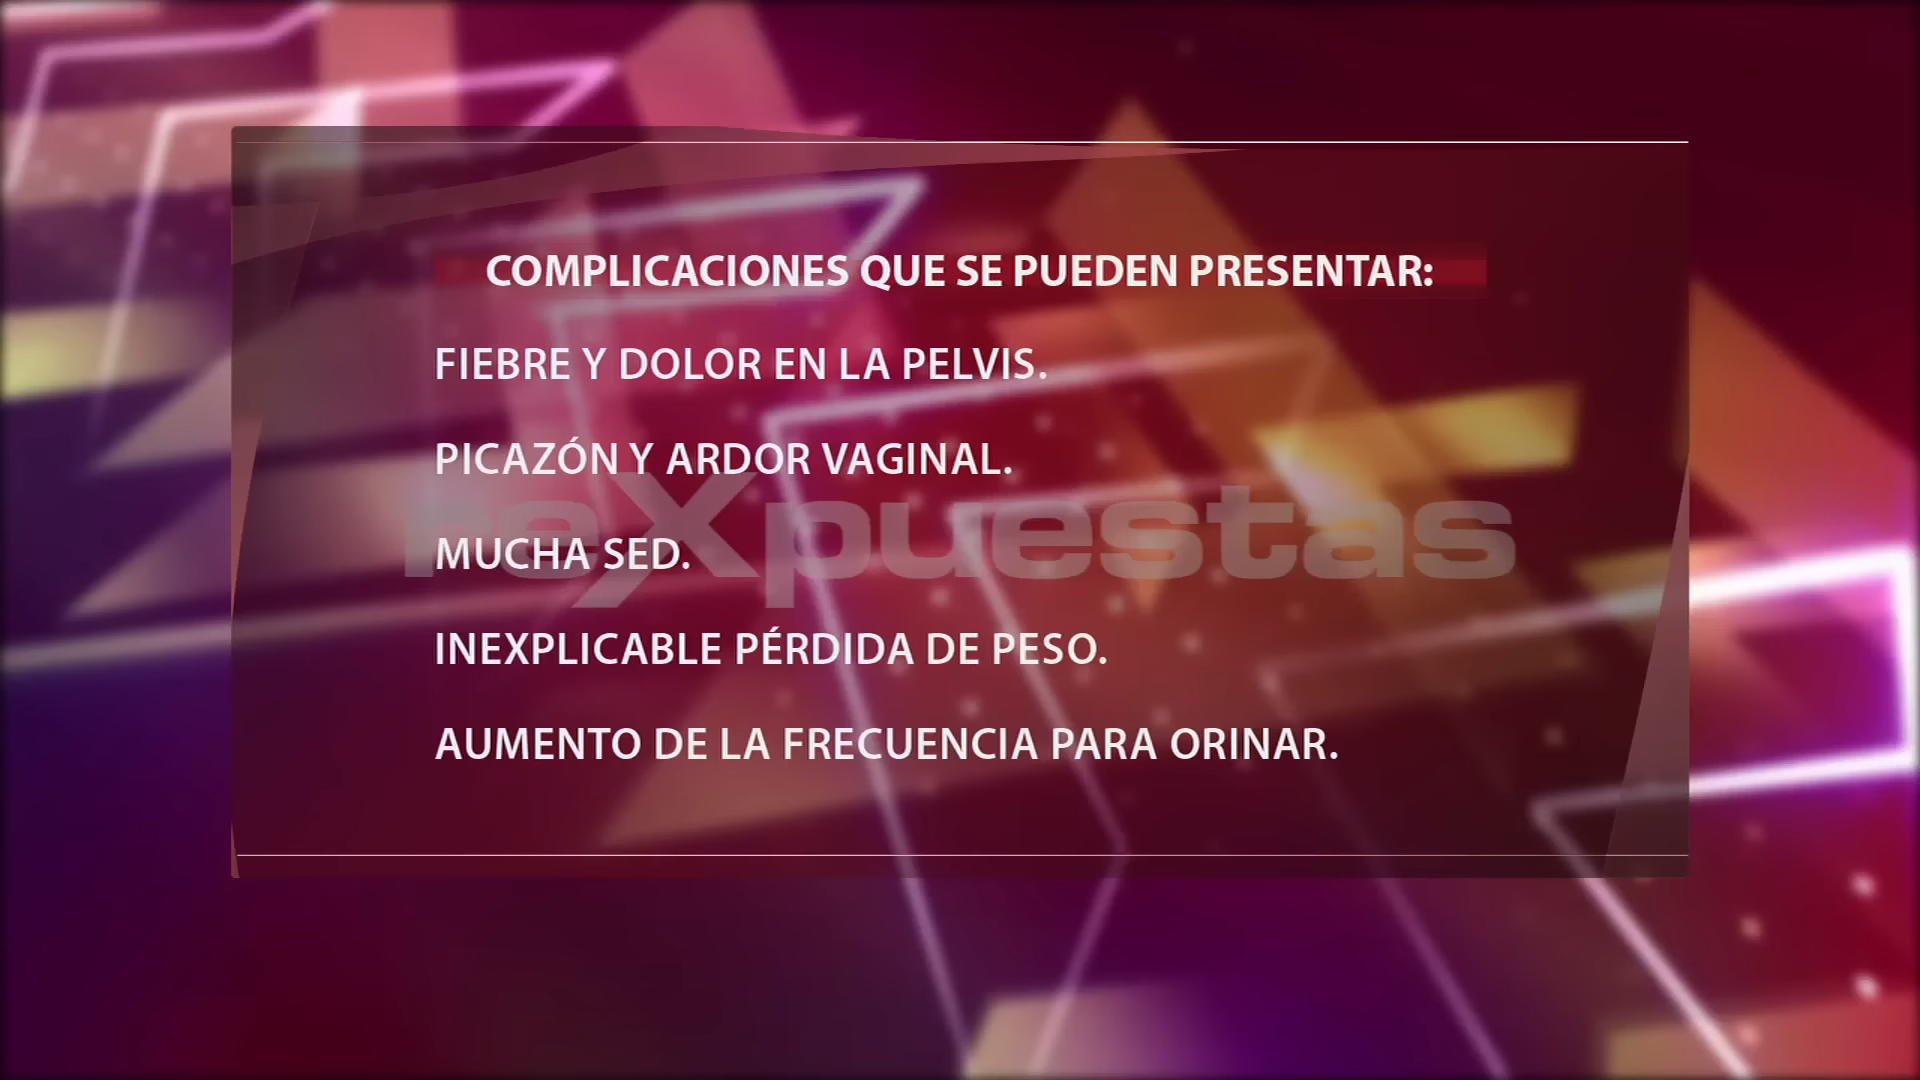 COMPLICACIONES QUE SE PUEDEN PRESENTAR:
FIEBRE Y DOLOR EN LA PELVIS.
PICAZÓN Y ARDOR VAGINAL.
reXpuestas
MUCHA SED.
INEXPLICABLE PÉRDIDA DE PESO.
AUMENTO DE LA FRECUENCIA PARA ORINAR.